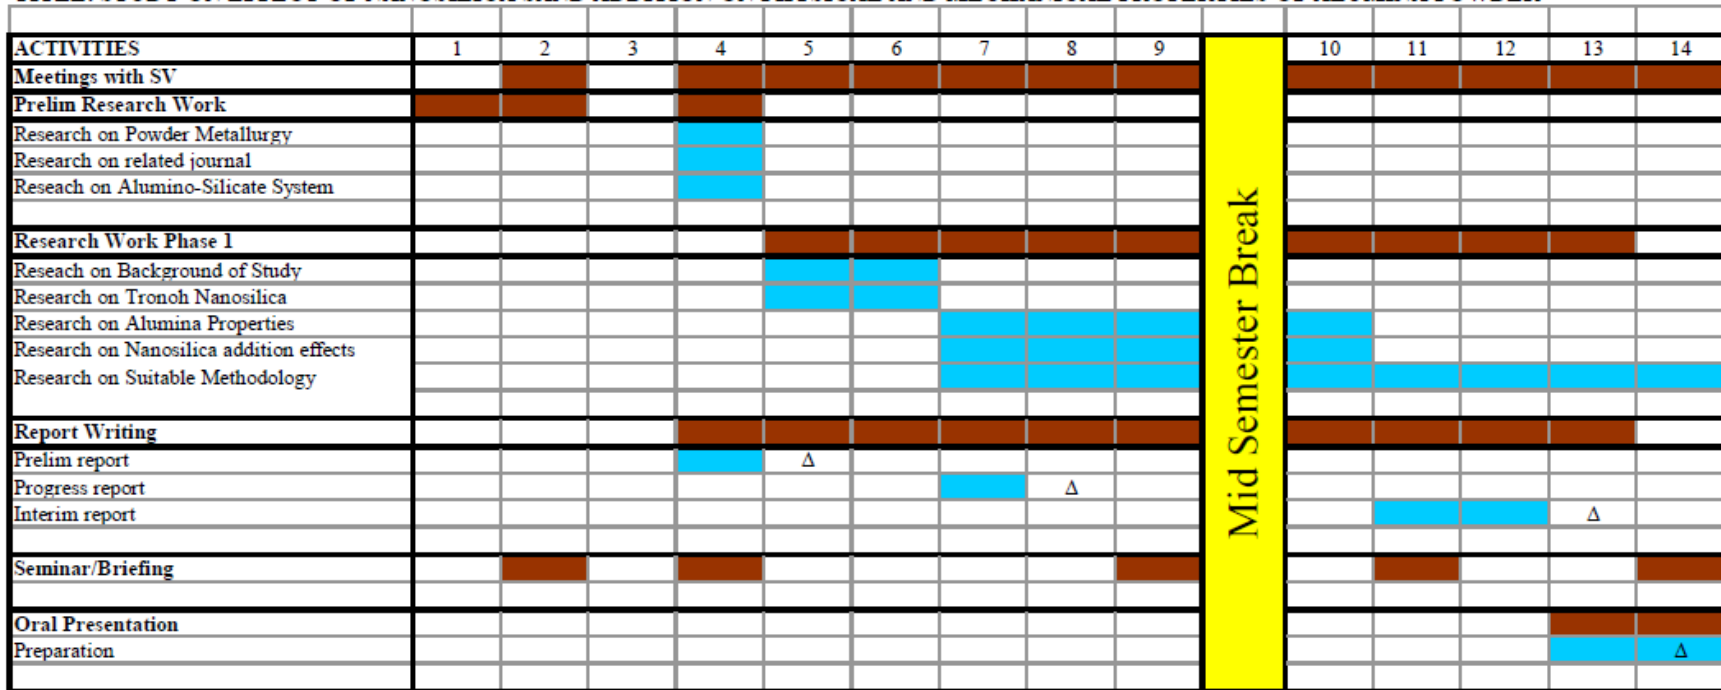 ACTIVITIES 1 2 3 4 5 6 7 8 9 10 11 12 13 14
Meetings with SV
Prelim Research Work
Research on Powder Metallurgy
Research on related journal
Reseach on Alumino-Silicate System
Research Work Phase 1
Reseach on Background of Study
Research on Tronoh Nanosilica
Research on Alumina Properties
Research on Nanosilica addition effects
Research on Suitable Methodology
Mid Semester Break
Report Writing
Prelim report Δ
Progress report Δ
Interim report Δ
Seminar/Briefing
Oral Presentation
Preparation Δ